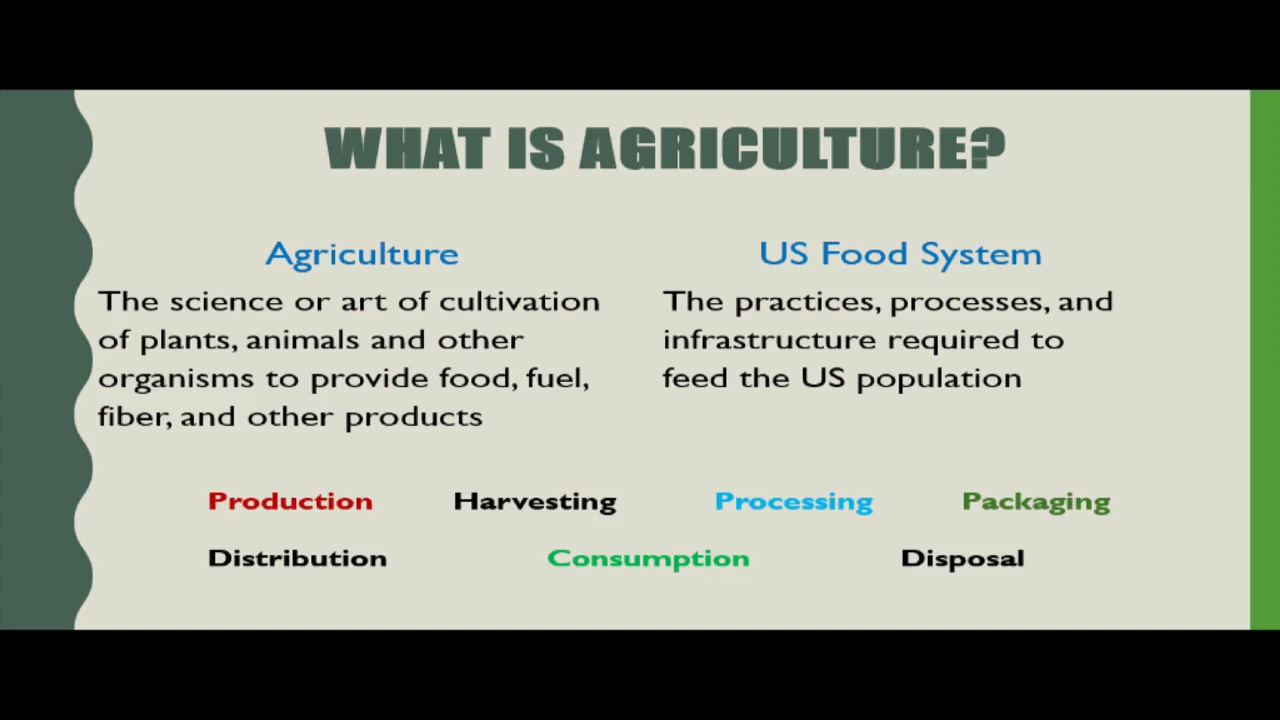 WHAT IS AGRICULTURE?
Agriculture
The science or art of cultivation
of plants, animals and other
organisms to provide food, fuel,
fiber, and other products
US Food System
The practices, processes, and
infrastructure required to
feed the US population
Production Harvesting Processing Packaging
Distribution Consumption Disposal